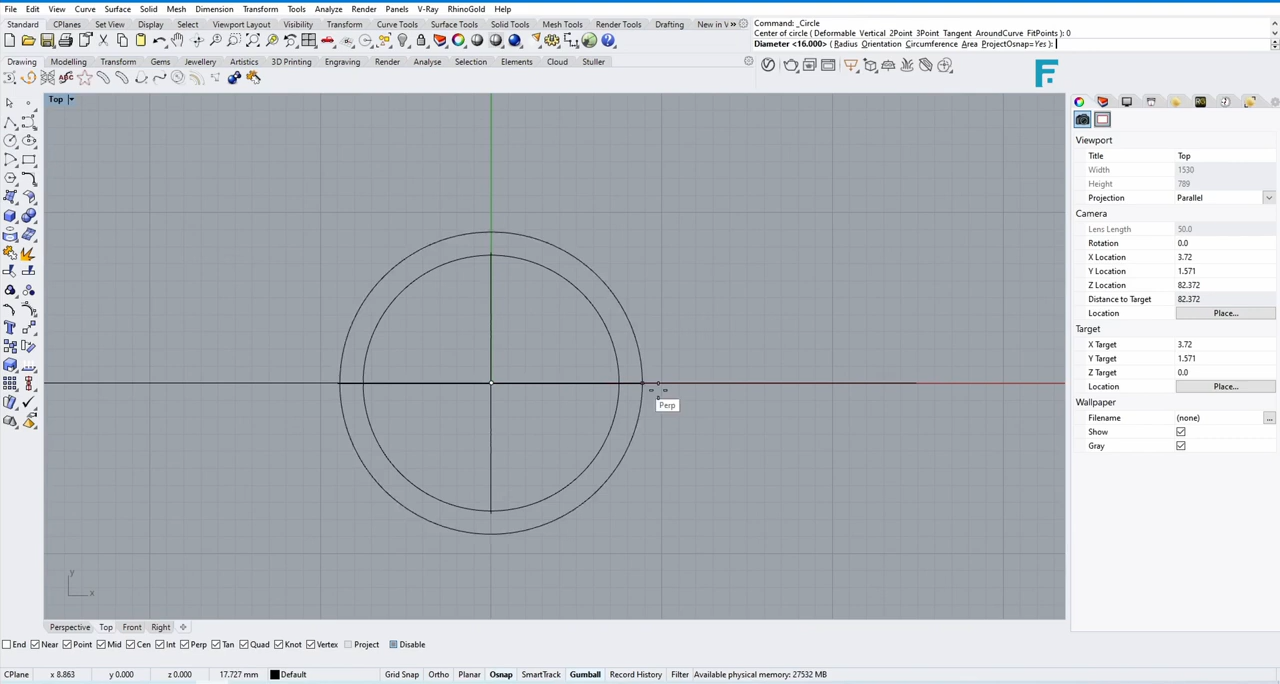 File Edit View Curve Surface Solid Mesh Dimension Transform Tools Analyze Render Panels V-Ray RhinoGold Help
Command: _Circle
Standard CPlanes Set View Display Select Viewport Layout Visibility Transform Curve Tools Surface Tools Solid Tools Mesh Tools Render Tools Drafting New in V »
Center of circle ( Deformable Vertical 2Point 3Point Tangent AroundCurve FitPoints ): 0
Diameter <16.000> ( Radius Orientation Circumference Area ProjectOsnap=Yes ):
Drawing Modelling Transform Gems Jewellery Artistics 3D Printing Engraving Render Analyse Selection Elements Cloud Stuller
F.
Top
ABC
Viewport
Title Top
Width 1530
Height 789
Projection Parallel
Camera
Lens Length 50.0
Rotation 0.0
X Location 3.72
Y Location 1.571
Z Location 82.372
Distance to Target 82.372
Location Place...
Target
X Target 3.72
Y Target 1.571
Z Target 0.0
Location Place...
Wallpaper
Filename (none) ...
Show
Gray
Perp
y
x
Perspective Top Front Right
End Near Point Mid Cen Int Perp Tan Quad Knot Vertex Project Disable
CPlane x 8.863 y 0.000 z 0.000 17.727 mm Default Grid Snap Ortho Planar Osnap SmartTrack Gumball Record History Filter Available physical memory: 27532 MB